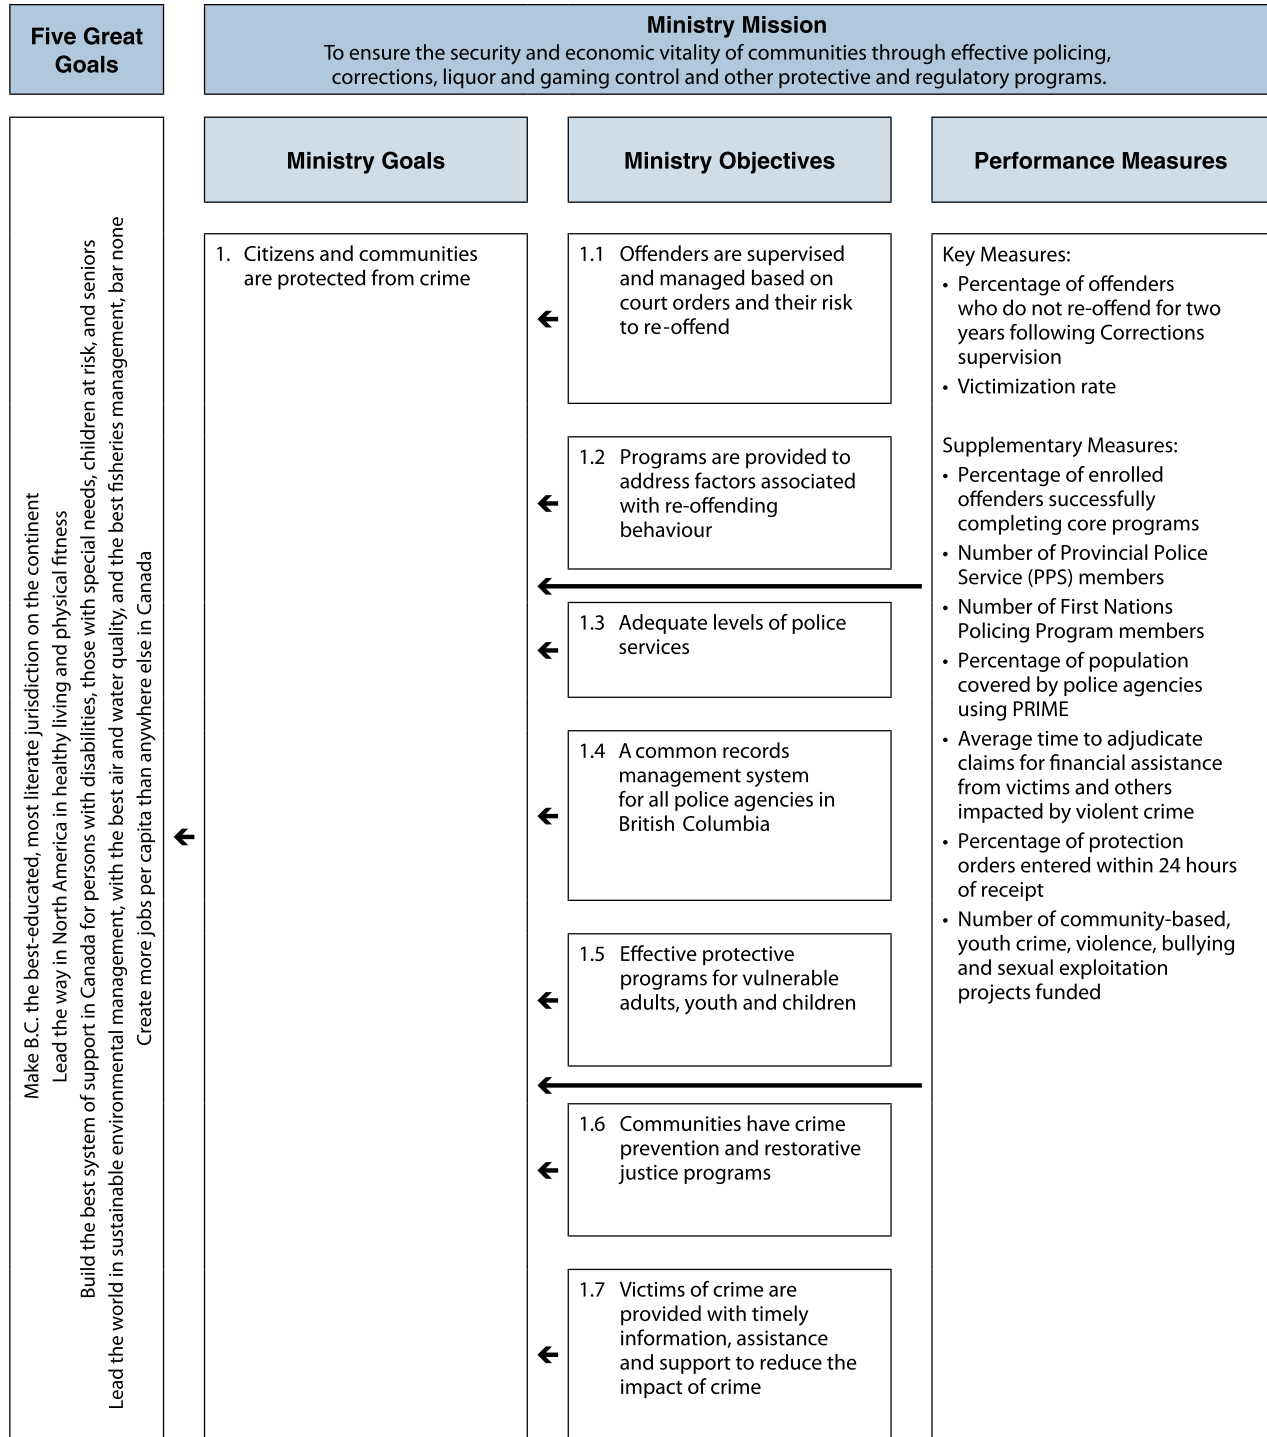 Five Great
Goals
Ministry Mission
To ensure the security and economic vitality of communities through effective policing,
corrections, liquor and gaming control and other protective and regulatory programs.
Make B.C. the best-educated, most literate jurisdiction on the continent
Lead the way in North America in healthy living and physical fitness
Build the best system of support in Canada for persons with disabilities, those with special needs, children at risk, and seniors
Lead the world in sustainable environmental management, with the best air and water quality, and the best fisheries management, bar none
Create more jobs per capita than anywhere else in Canada
Ministry Goals
1. Citizens and communities
are protected from crime
Ministry Objectives
1.1 Offenders are supervised
and managed based on
court orders and their risk
to re-offend
1.2 Programs are provided to
address factors associated
with re-offending
behaviour
1.3 Adequate levels of police
services
1.4 A common records
management system
for all police agencies in
British Columbia
1.5 Effective protective
programs for vulnerable
adults, youth and children
1.6 Communities have crime
prevention and restorative
justice programs
1.7 Victims of crime are
provided with timely
information, assistance
and support to reduce the
impact of crime
Performance Measures
Key Measures:
• Percentage of offenders
who do not re-offend for two
years following Corrections
supervision
• Victimization rate
Supplementary Measures:
• Percentage of enrolled
offenders successfully
completing core programs
• Number of Provincial Police
Service (PPS) members
• Number of First Nations
Policing Program members
• Percentage of population
covered by police agencies
using PRIME
• Average time to adjudicate
claims for financial assistance
from victims and others
impacted by violent crime
• Percentage of protection
orders entered within 24 hours
of receipt
• Number of community-based,
youth crime, violence, bullying
and sexual exploitation
projects funded